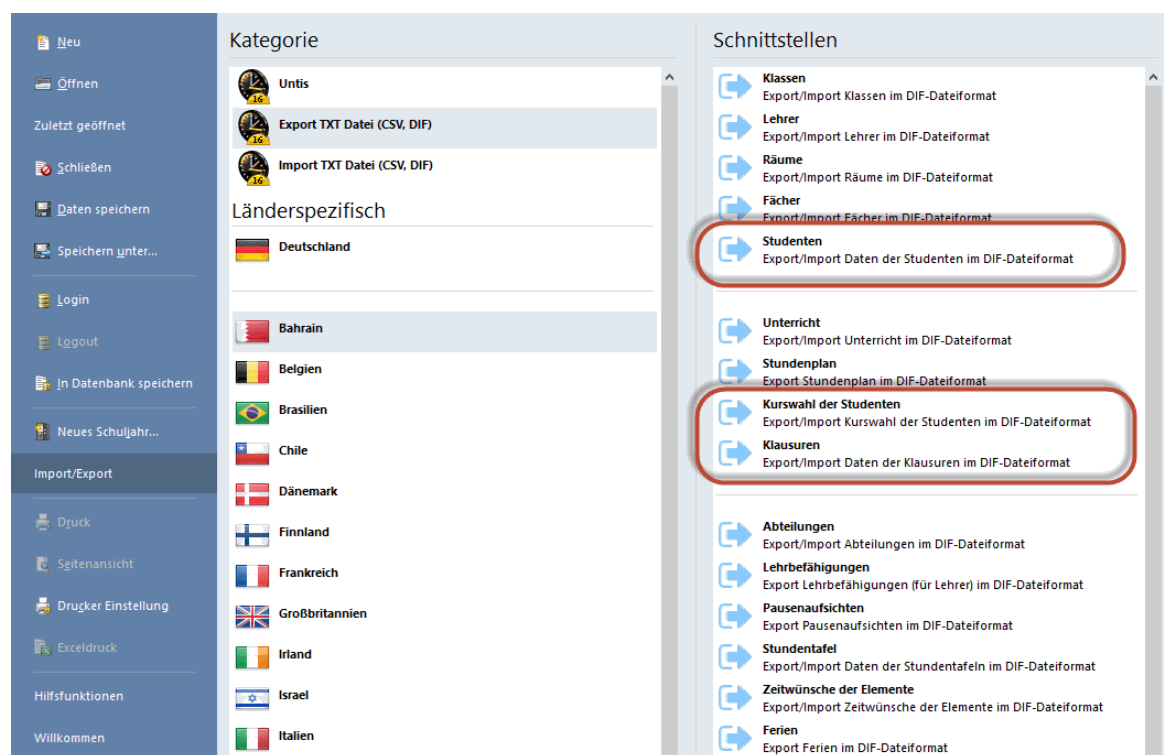 Neu
Öffnen
Zuletzt geöffnet
Schließen
Daten speichern
Speichern unter...
Login
Logout
In Datenbank speichern
Neues Schuljahr...
Import/Export
Druck
Seitenansicht
Drucker Einstellung
Exceldruck
Hilfsfunktionen
Willkommen
Kategorie
16
Untis
16
Export TXT Datei (CSV, DIF)
16
Import TXT Datei (CSV, DIF)
Länderspezifisch
Deutschland
Bahrain
Belgien
Brasilien
Chile
Dänemark
Finnland
Frankreich
Großbritannien
Irland
Israel
Italien
Schnittstellen
Klassen
Export/Import Klassen im DIF-Dateiformat
Lehrer
Export/Import Lehrer im DIF-Dateiformat
Räume
Export/Import Räume im DIF-Dateiformat
Fächer
Export/Import Fächer im DIF-Dateiformat
Studenten
Export/Import Daten der Studenten im DIF-Dateiformat
Unterricht
Export/Import Unterricht im DIF-Dateiformat
Stundenplan
Export Stundenplan im DIF-Dateiformat
Kurswahl der Studenten
Export/Import Kurswahl der Studenten im DIF-Dateiformat
Klausuren
Export/Import Daten der Klausuren im DIF-Dateiformat
Abteilungen
Export/Import Abteilungen im DIF-Dateiformat
Lehrbefähigungen
Export Lehrbefähigungen (für Lehrer) im DIF-Dateiformat
Pausenaufsichten
Export Pausenaufsichten im DIF-Dateiformat
Stundentafel
Export/Import Daten der Stundentafeln im DIF-Dateiformat
Zeitwünsche der Elemente
Export/Import Zeitwünsche der Elemente im DIF-Dateiformat
Ferien
Export Ferien im DIF-Dateiformat